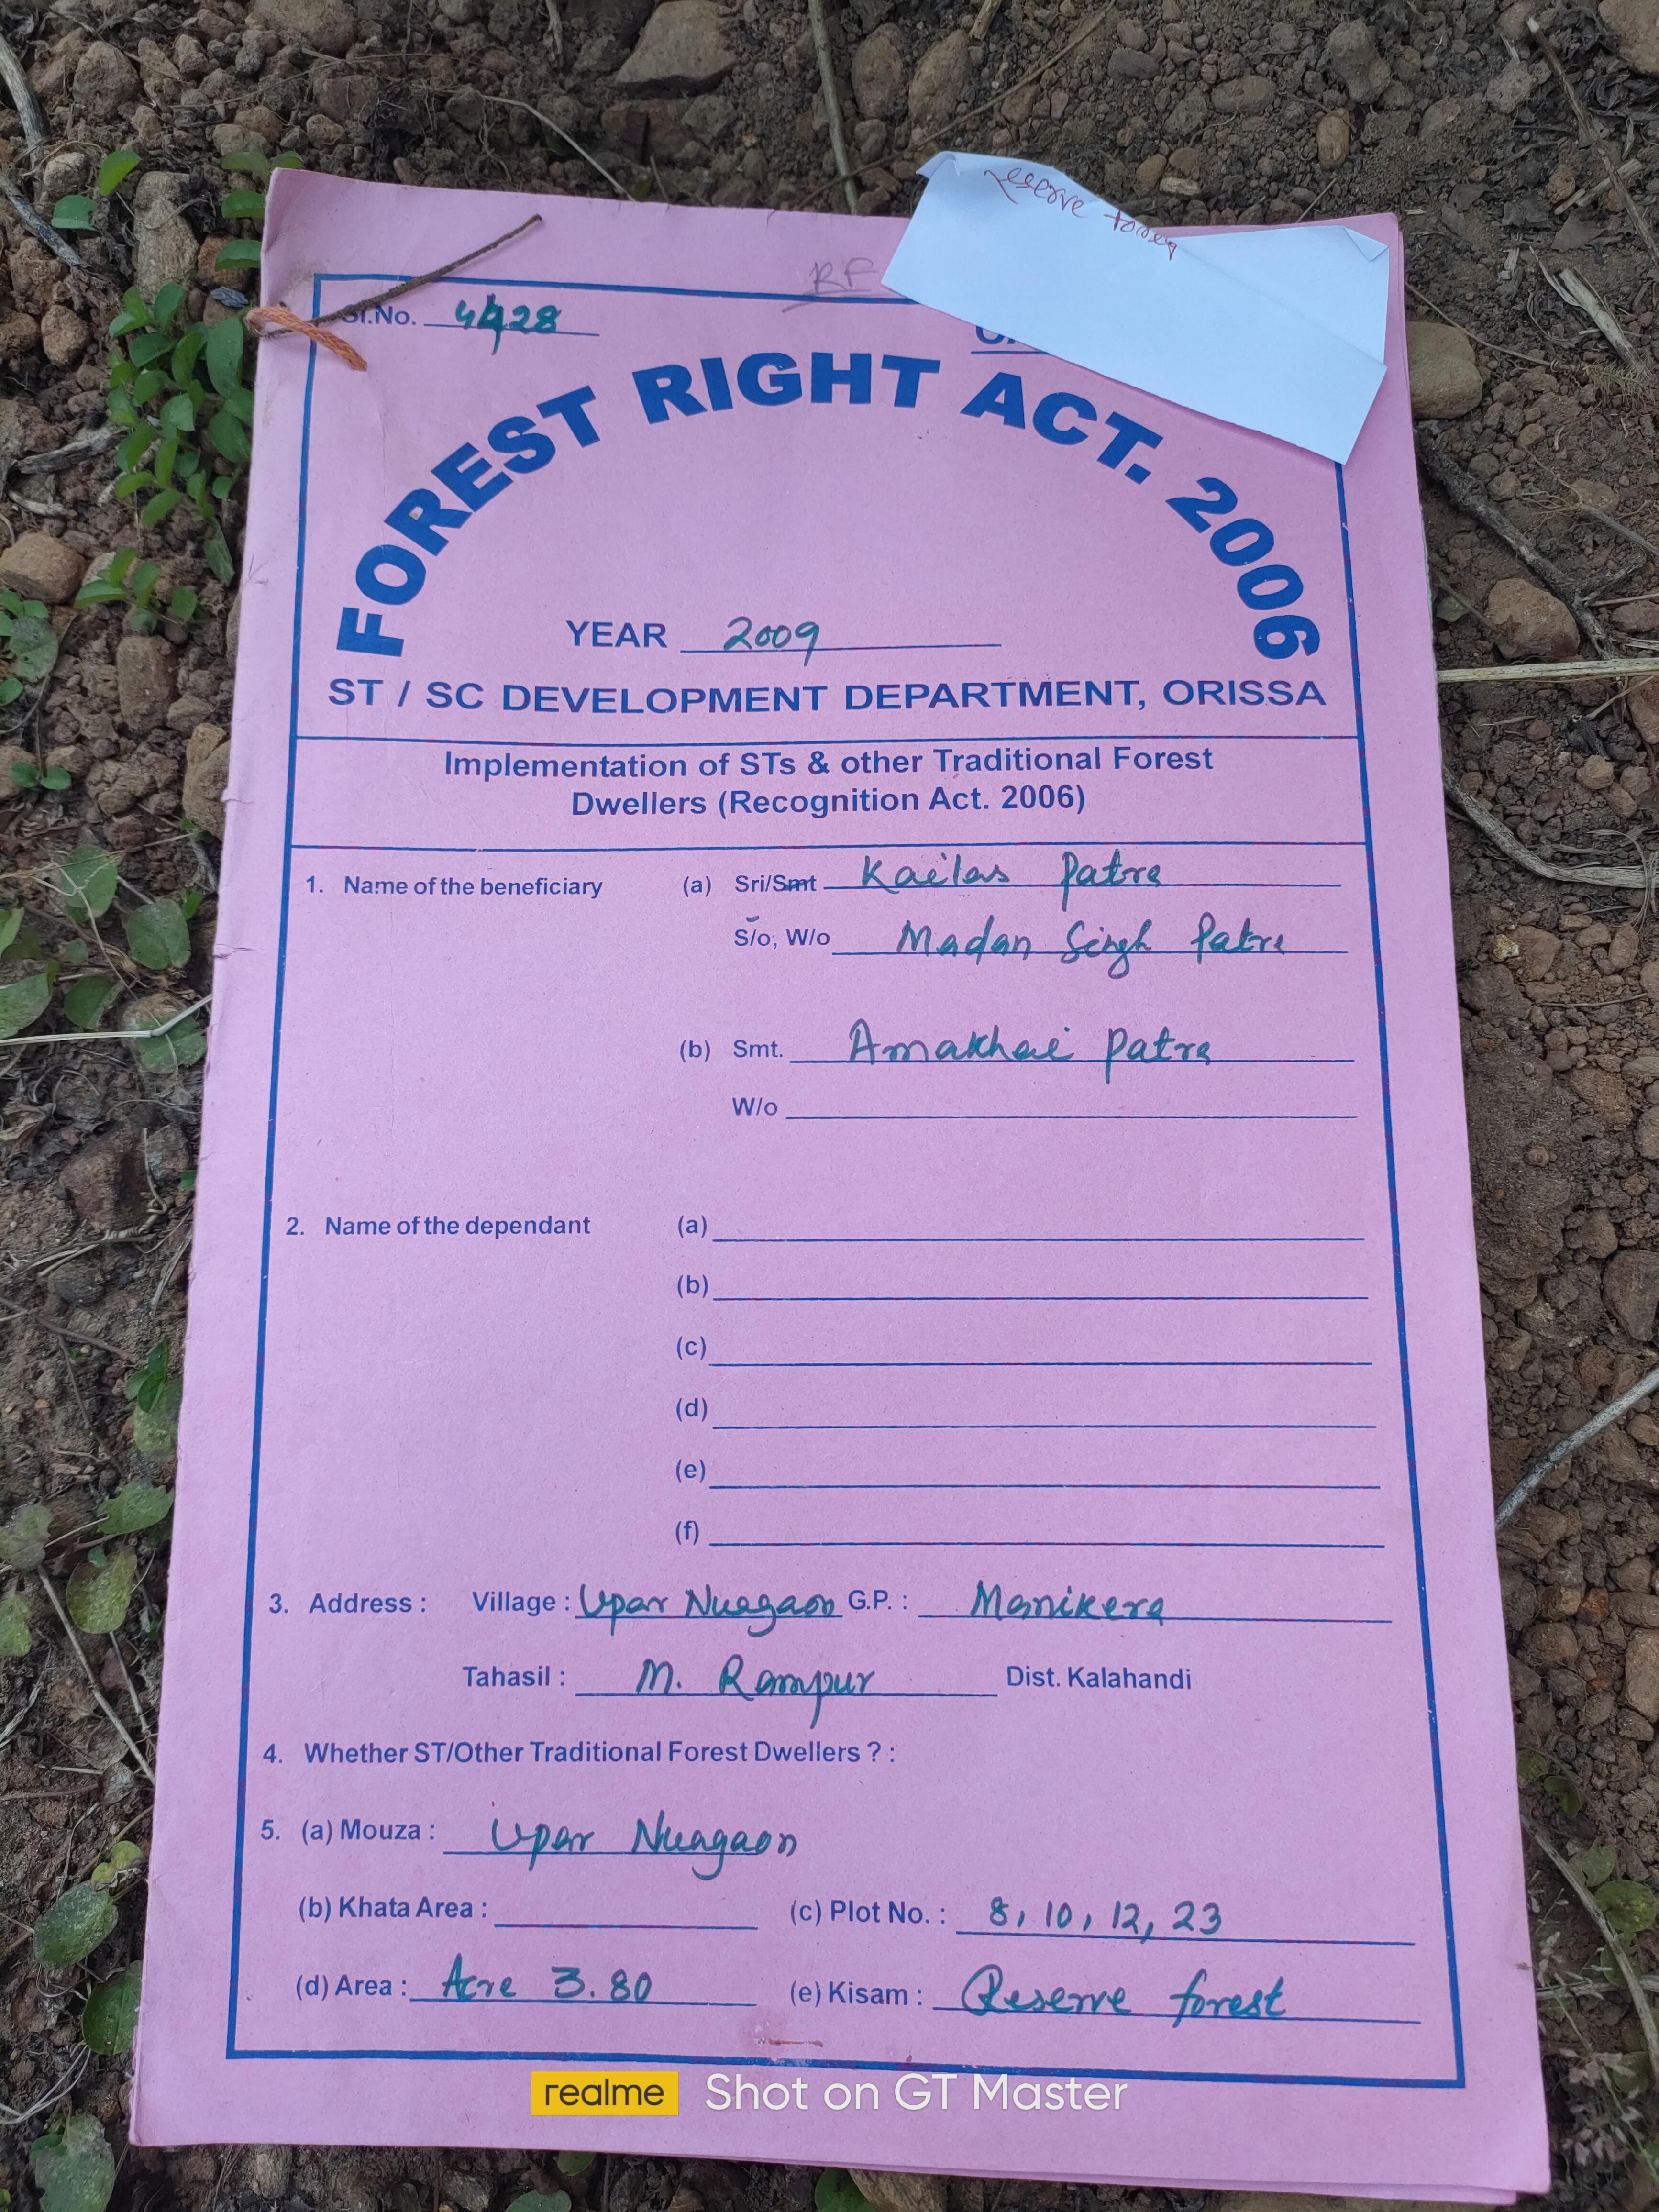 reserve forest
RF
Sl.No. 4428
FOREST RIGHT ACT. 2006
YEAR 2009
ST / SC DEVELOPMENT DEPARTMENT, ORISSA
Implementation of STs & other Traditional Forest
Dwellers (Recognition Act. 2006)
1. Name of the beneficiary (a) Sri/Smt Kailas Patra
S/o, W/o Madan Singh Patra
(b) Smt. Amakhai Patra
W/o
2. Name of the dependant (a)
(b)
(c)
(d)
(e)
(f)
3. Address : Village : Upar Nuagaon G.P. : Manikera
Tahasil : M. Rampur Dist. Kalahandi
4. Whether ST/Other Traditional Forest Dwellers ? :
5. (a) Mouza : Upar Nuagaon
(b) Khata Area : (c) Plot No. : 8, 10, 12, 23
(d) Area : Acre 3.80 (e) Kisam : Reserve forest
realme Shot on GT Master